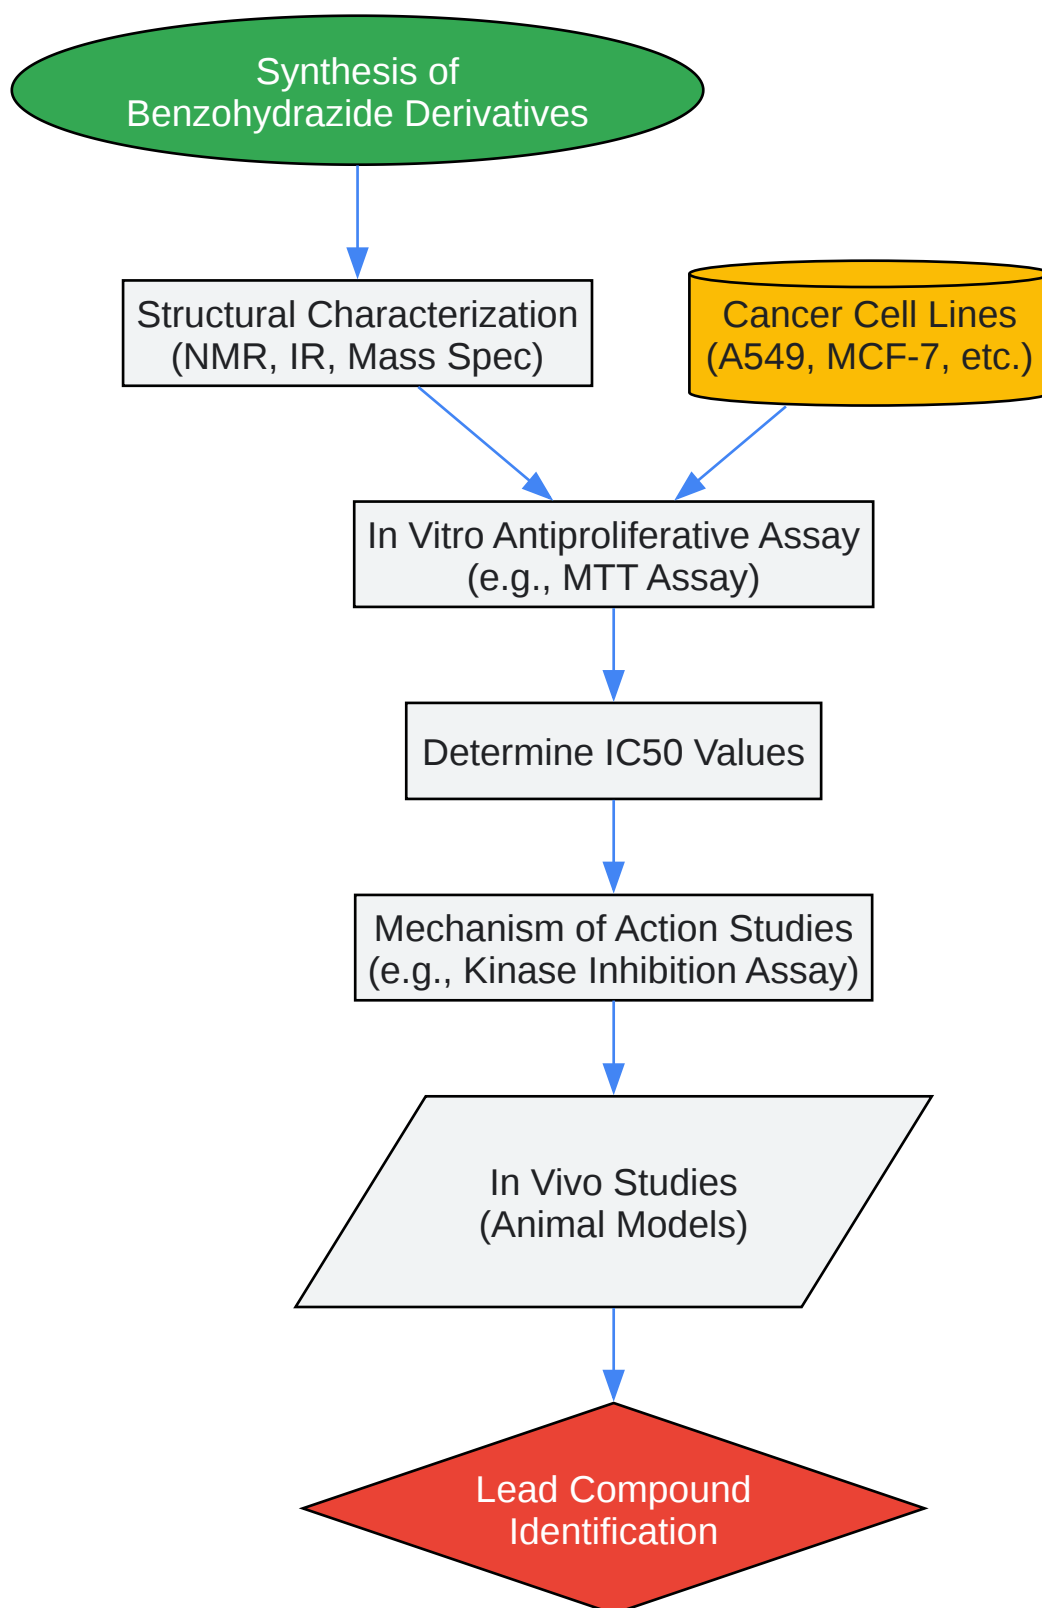 Synthesis of
Benzohydrazide Derivatives
Structural Characterization
(NMR, IR, Mass Spec)
Cancer Cell Lines
(A549, MCF-7, etc.)
In Vitro Antiproliferative Assay
(e.g., MTT Assay)
Determine IC50 Values
Mechanism of Action Studies
(e.g., Kinase Inhibition Assay)
In Vivo Studies
(Animal Models)
Lead Compound
Identification